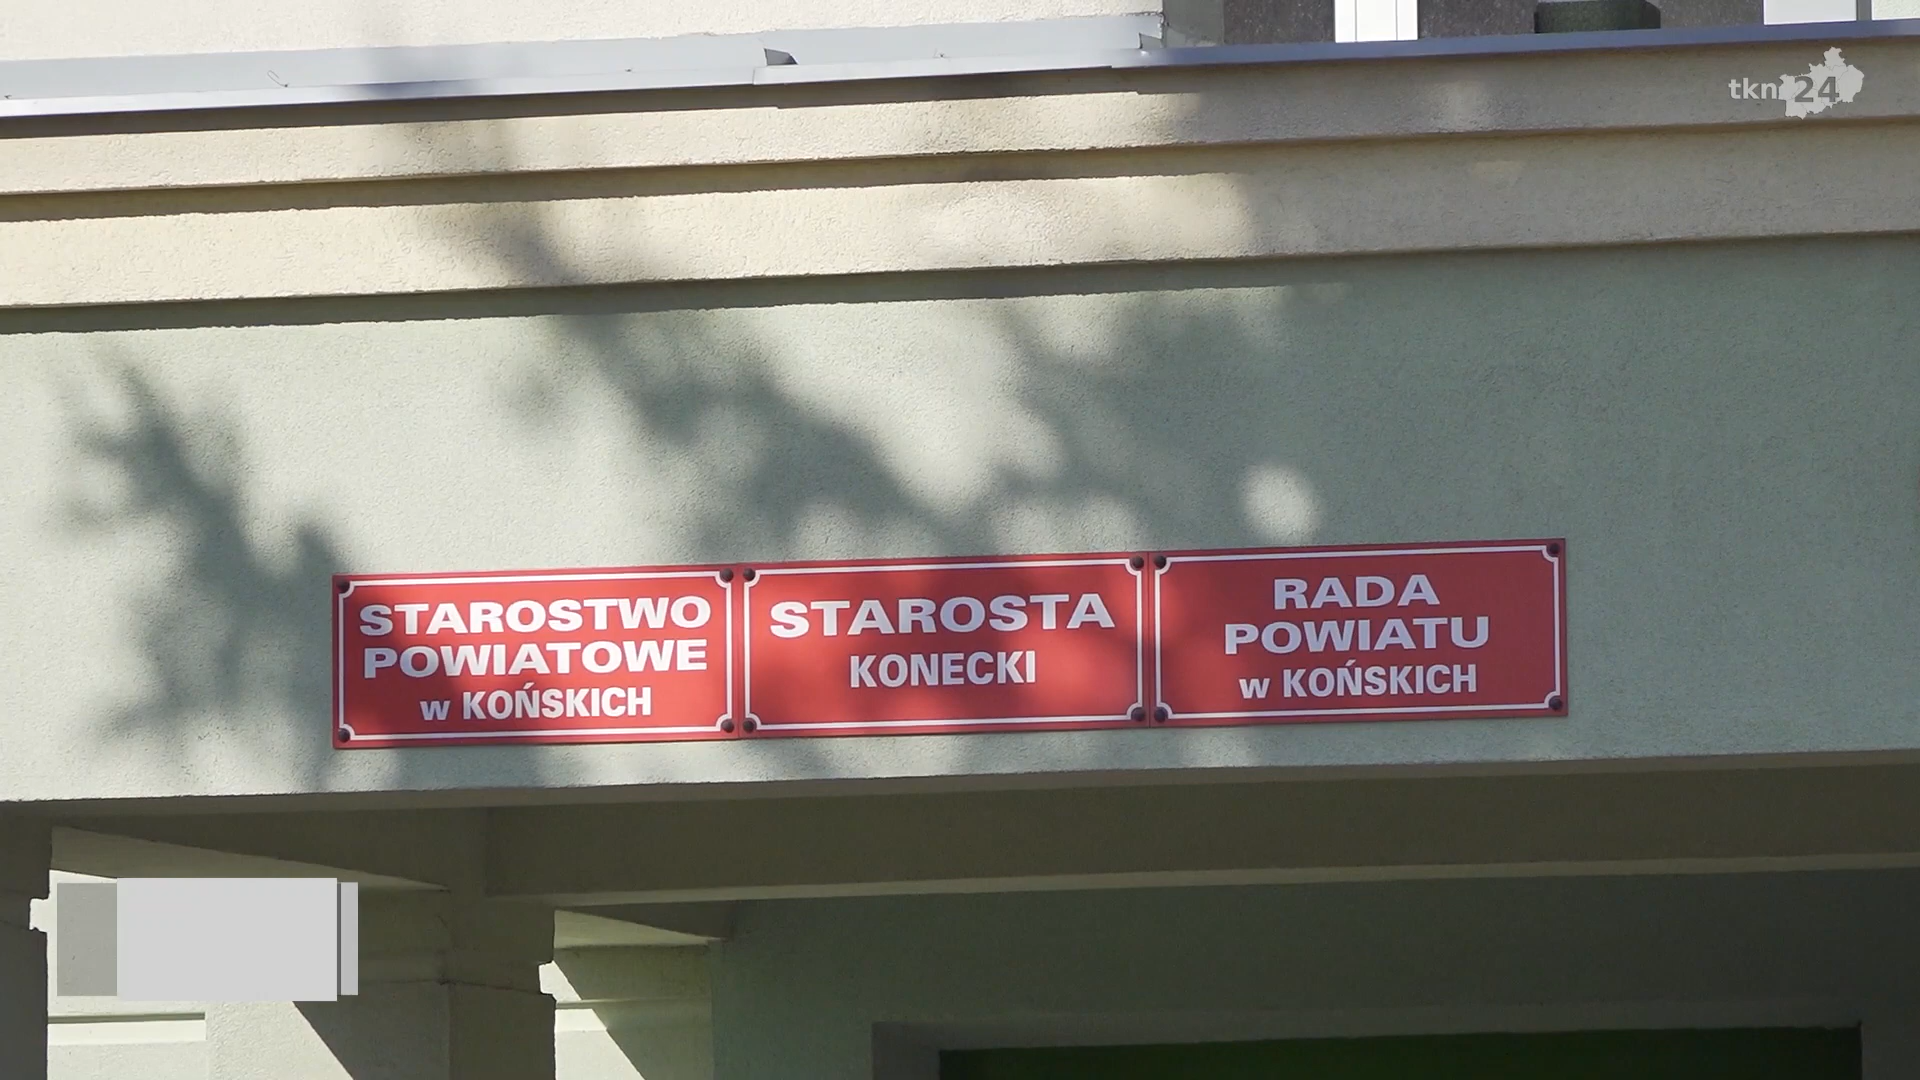 tkn24
STAROSTWO
POWIATOWE
w KOŃSKICH
STAROSTA
KONECKI
RADA
POWIATU
w KOŃSKICH